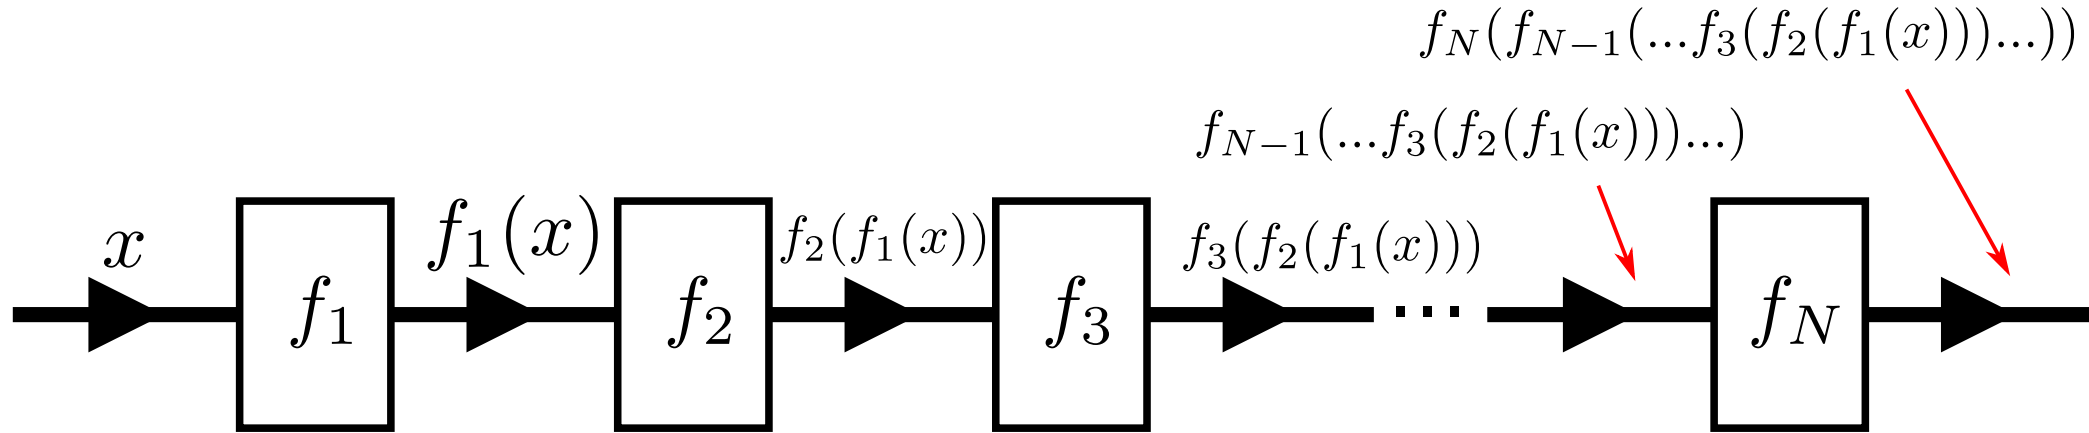 f_N(f_{N-1}(...f_3(f_2(f_1(x)))...))
f_{N-1}(...f_3(f_2(f_1(x)))...)
x
f_1(x)
f_2(f_1(x))
f_3(f_2(f_1(x)))
f_1
f_2
f_3
...
f_N